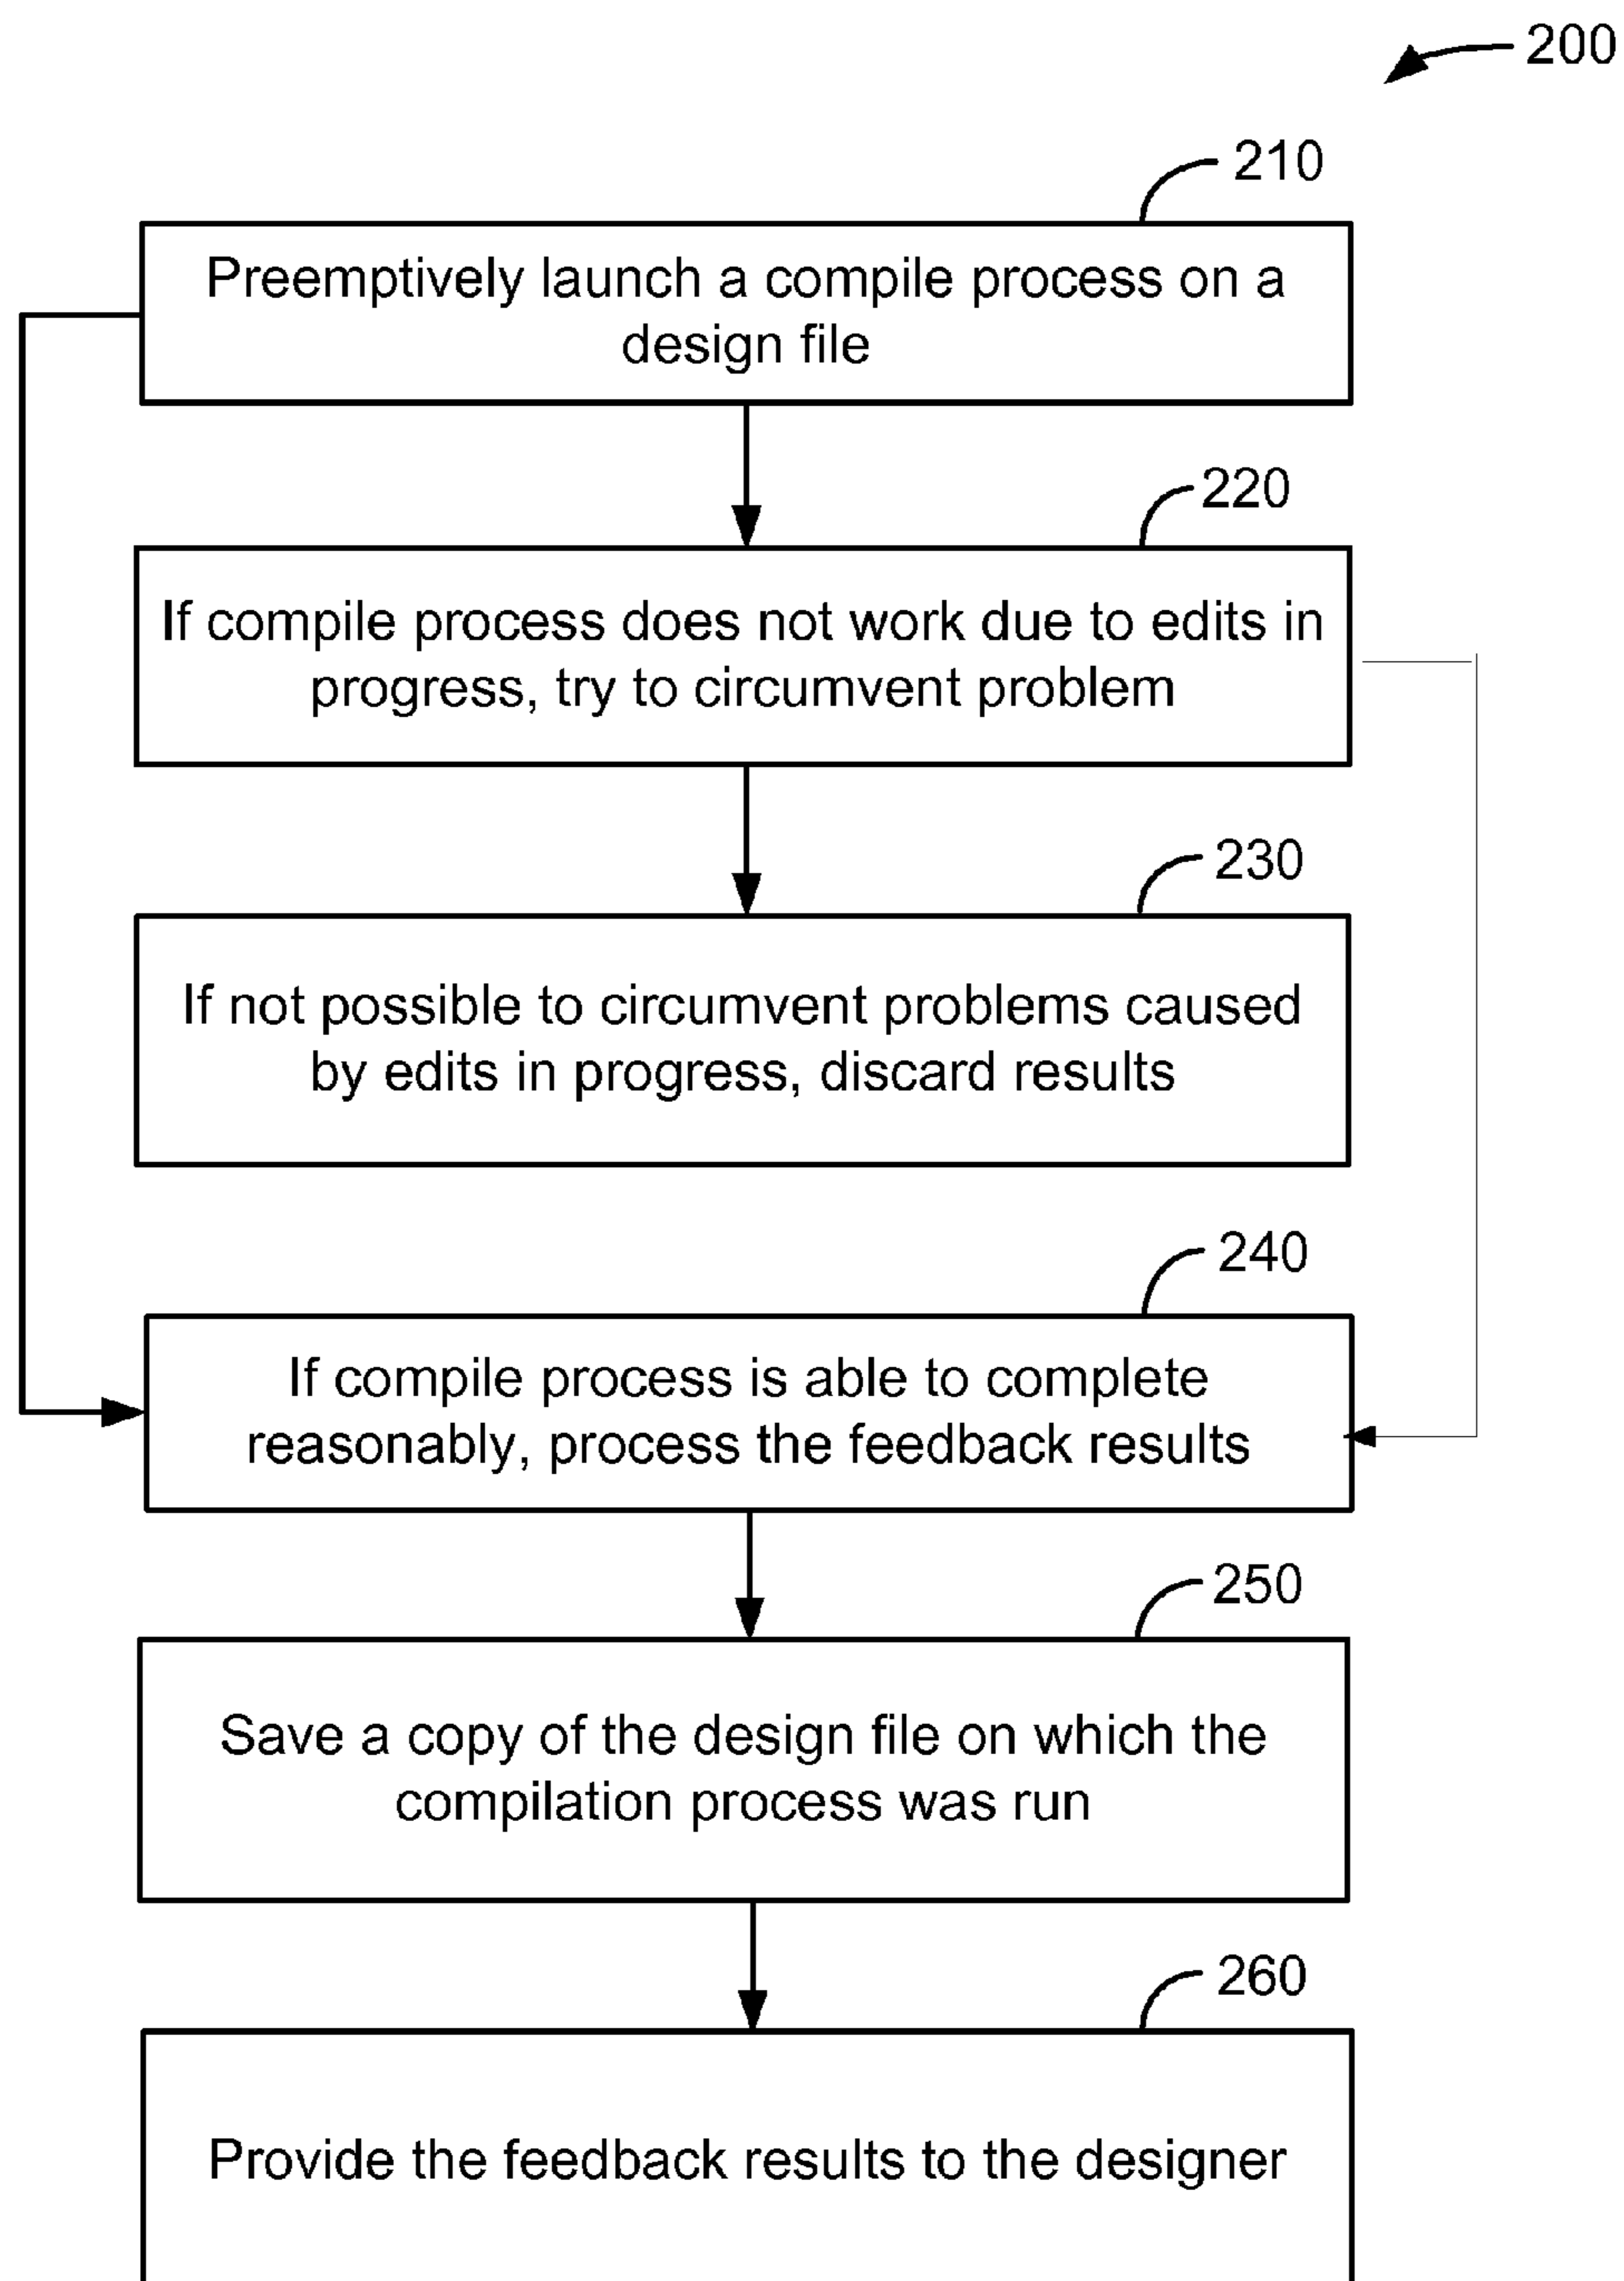 200
210
Preemptively launch a compile process on a
design file
220
If compile process does not work due to edits in
progress, try to circumvent problem
230
If not possible to circumvent problems caused
by edits in progress, discard results
240
If compile process is able to complete
reasonably, process the feedback results
250
Save a copy of the design file on which the
compilation process was run
260
Provide the feedback results to the designer